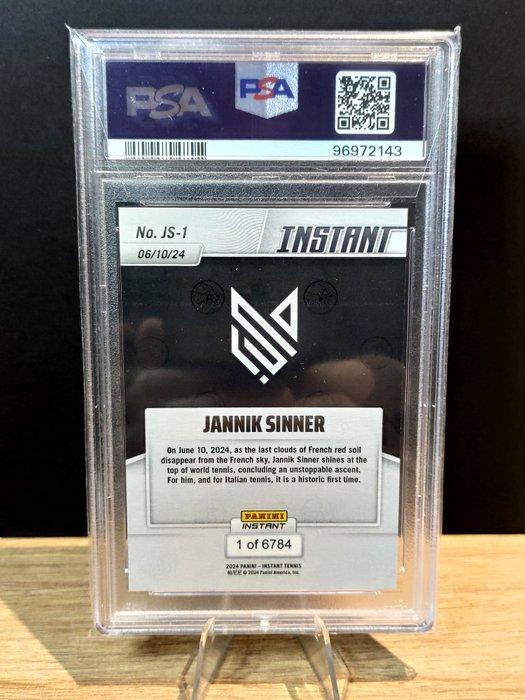 PSA
PSA
96972143
No. JS-1
INSTANT
06/10/24
JANNIK SINNER
On June 10, 2024, as the last clouds of French red soil
disappear from the French sky, Jannik Sinner shines at the
top of world tennis, concluding an unstoppable ascent.
For him, and for Italian tennis, it is a historic first time.
PANINI
INSTANT
1 of 6784
2024 PANINI - INSTANT TENNIS
© 2024 Panini America, Inc.